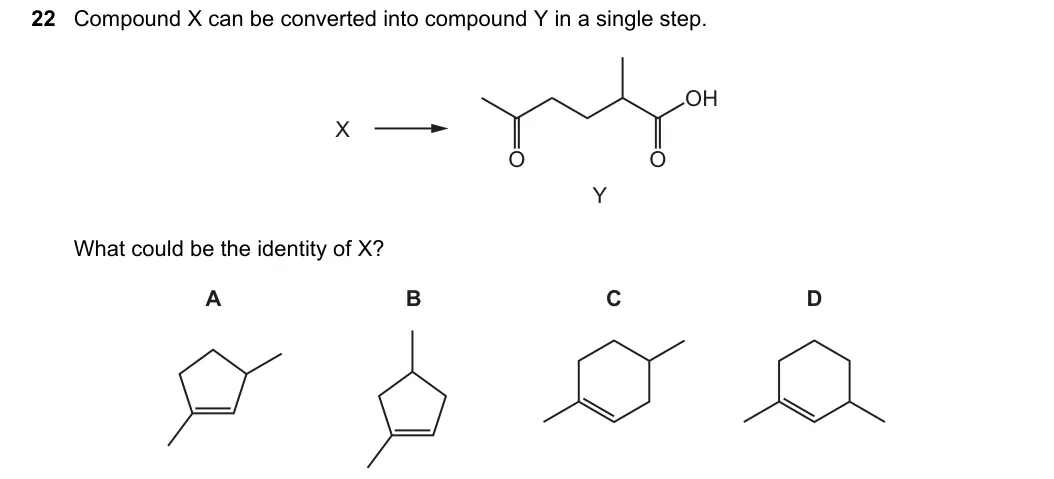 22 Compound X can be converted into compound Y in a single step.
X
OH
O
O
Y
What could be the identity of X?
A B C D